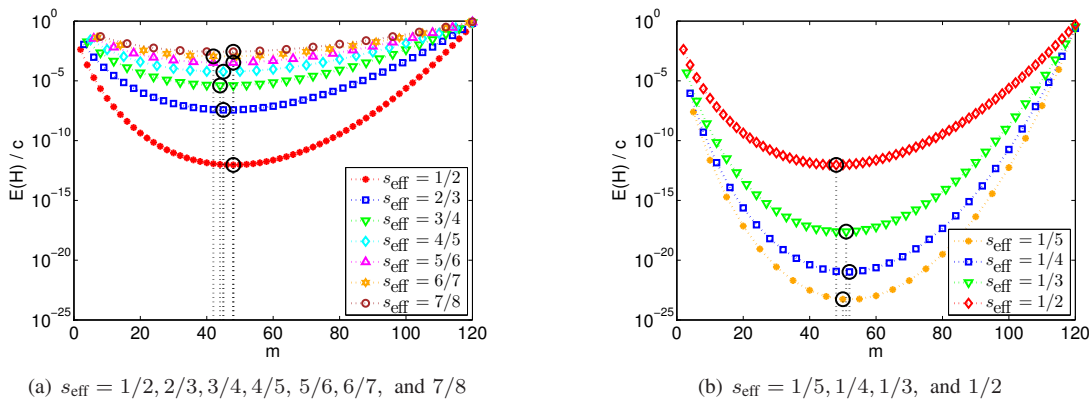 10^0
10^-5
10^-10
10^-15
10^-20
10^-25
E(H) / c
0 20 40 60 80 100 120
m
s_eff = 1/2
s_eff = 2/3
s_eff = 3/4
s_eff = 4/5
s_eff = 5/6
s_eff = 6/7
s_eff = 7/8
(a) s_eff = 1/2, 2/3, 3/4, 4/5, 5/6, 6/7, and 7/8
10^0
10^-5
10^-10
10^-15
10^-20
10^-25
E(H) / c
0 20 40 60 80 100 120
m
s_eff = 1/5
s_eff = 1/4
s_eff = 1/3
s_eff = 1/2
(b) s_eff = 1/5, 1/4, 1/3, and 1/2